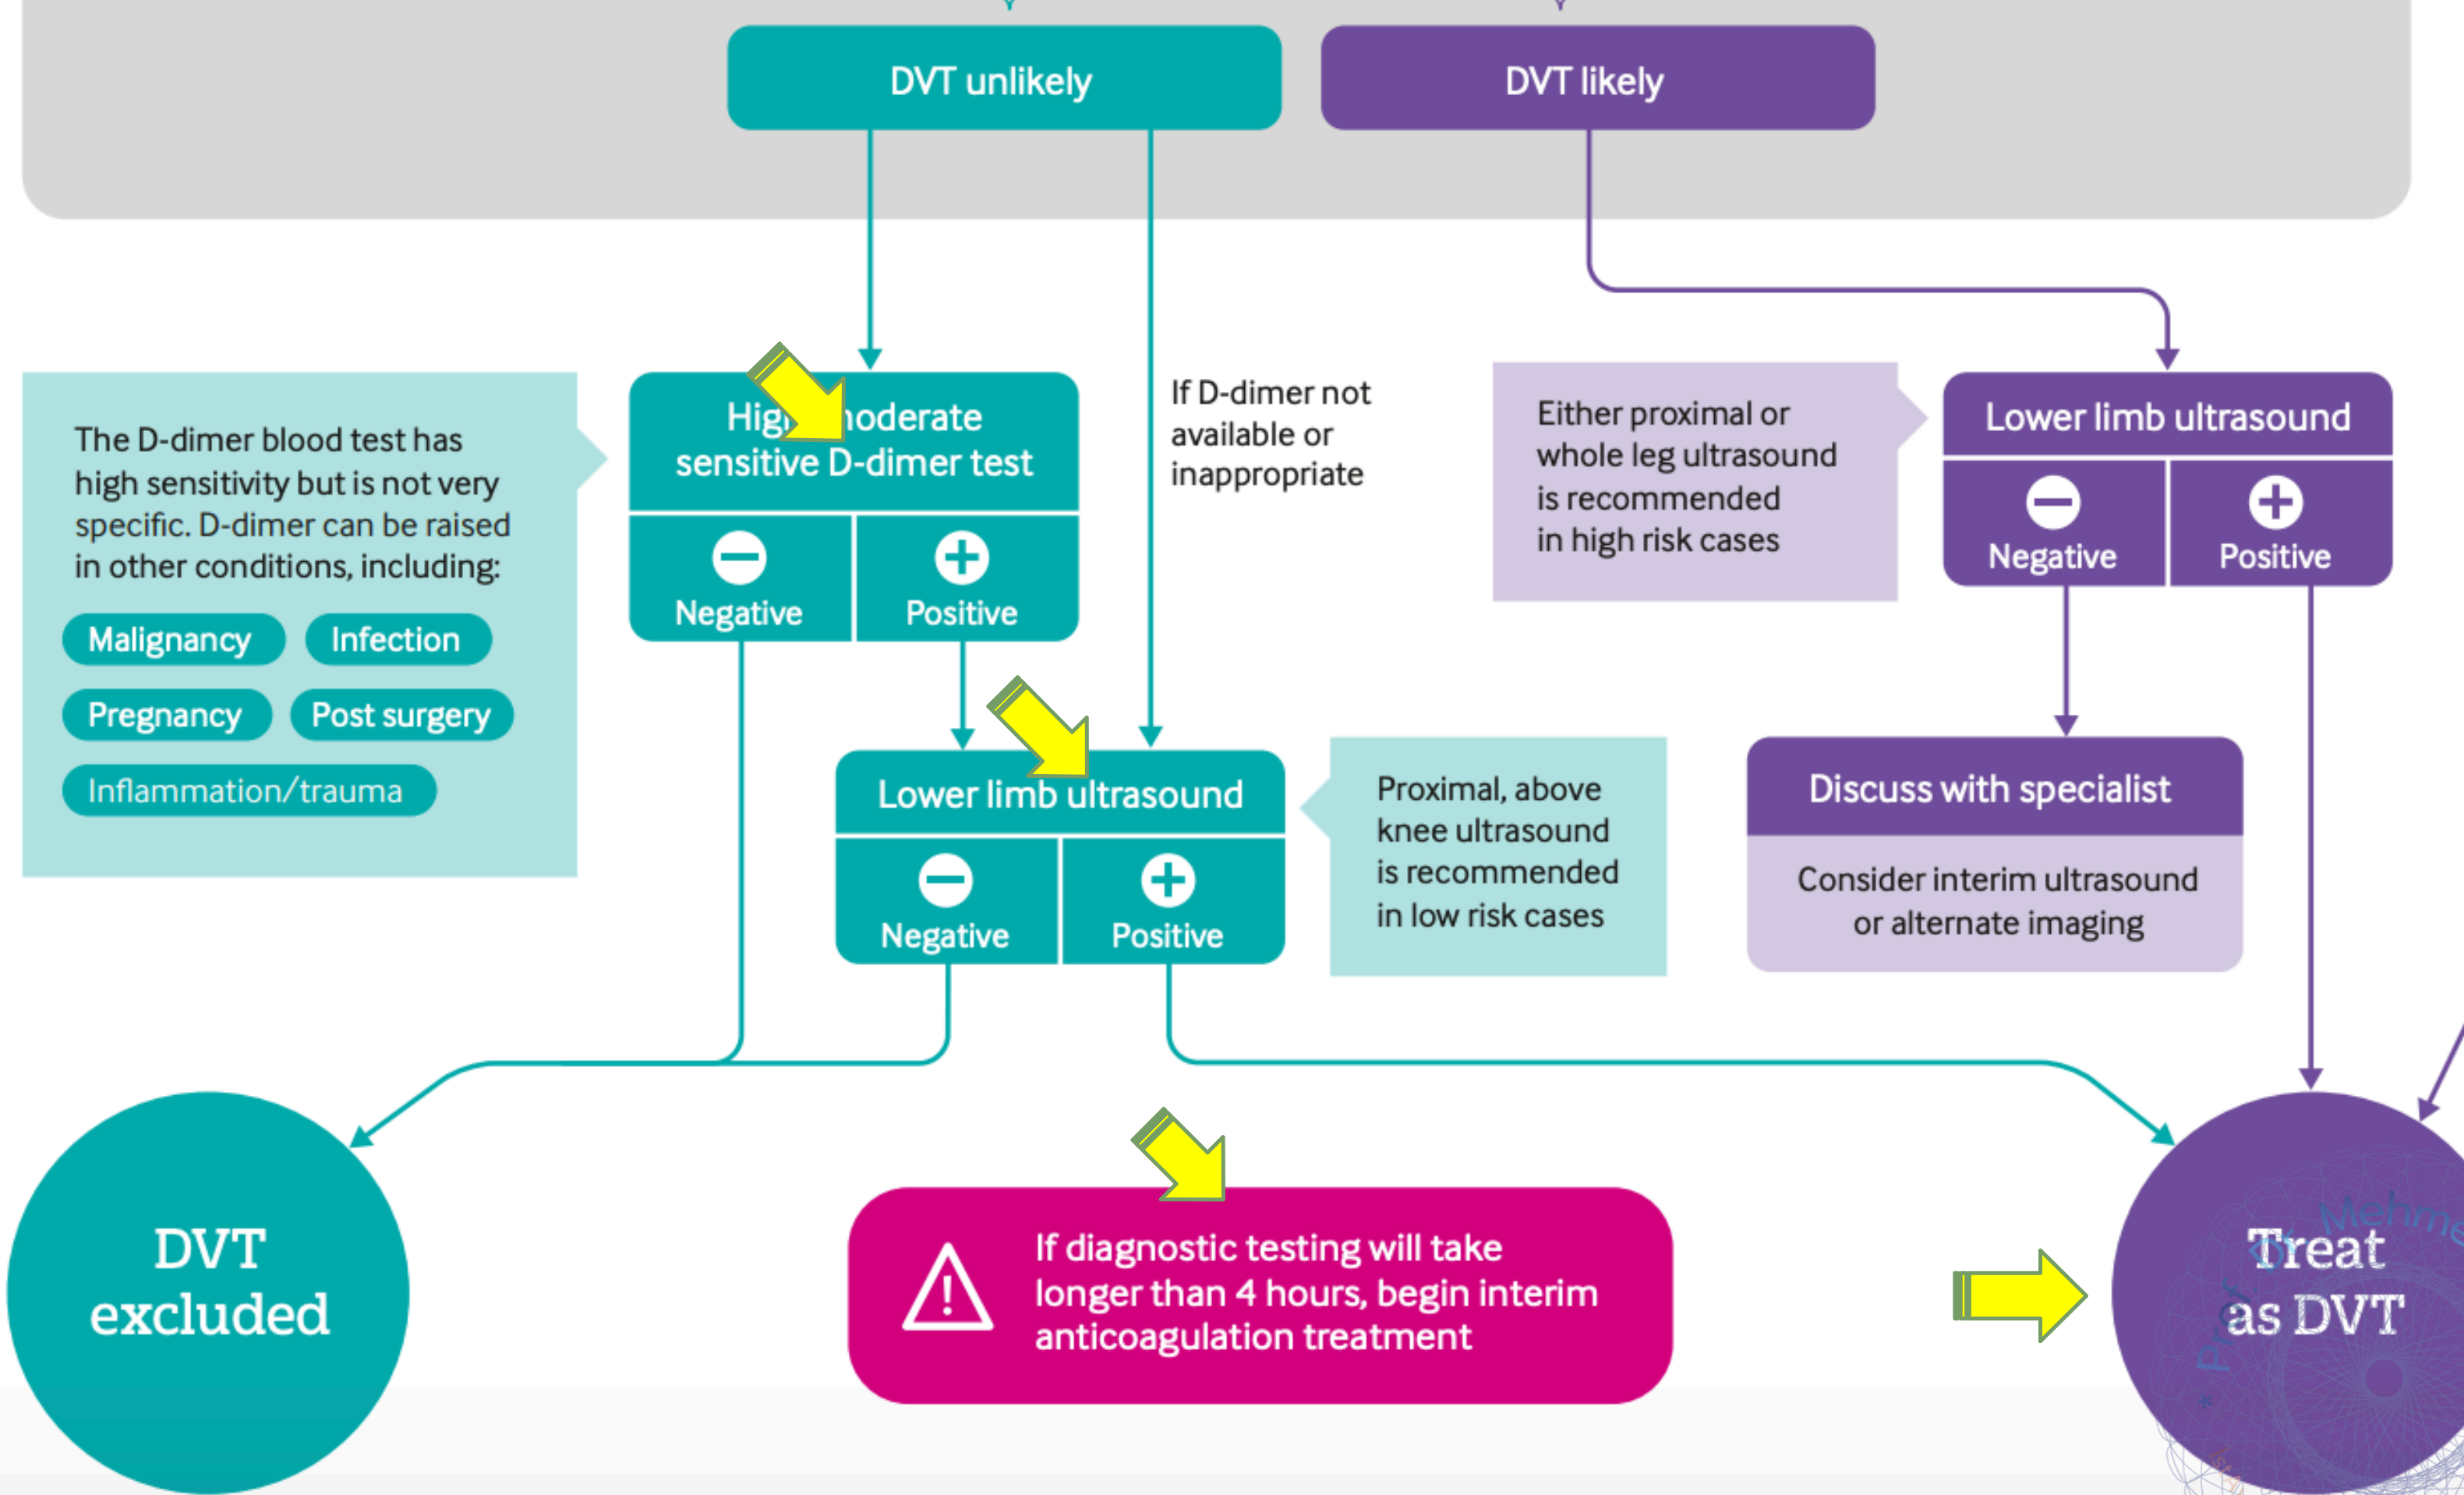 DVT unlikely
DVT likely
The D-dimer blood test has
high sensitivity but is not very
specific. D-dimer can be raised
in other conditions, including:
Malignancy
Infection
Pregnancy
Post surgery
Inflammation/trauma
moderate
sensitive D-dimer test
Negative
Positive
If D-dimer not
available or
inappropriate
Either proximal or
whole leg ultrasound
is recommended
in high risk cases
Lower limb ultrasound
Negative
Positive
Lower limb ultrasound
Negative
Positive
Proximal, above
knee ultrasound
is recommended
in low risk cases
Discuss with specialist
Consider interim ultrasound
or alternate imaging
DVT
excluded
If diagnostic testing will take
longer than 4 hours, begin interim
anticoagulation treatment
Treat
as DVT